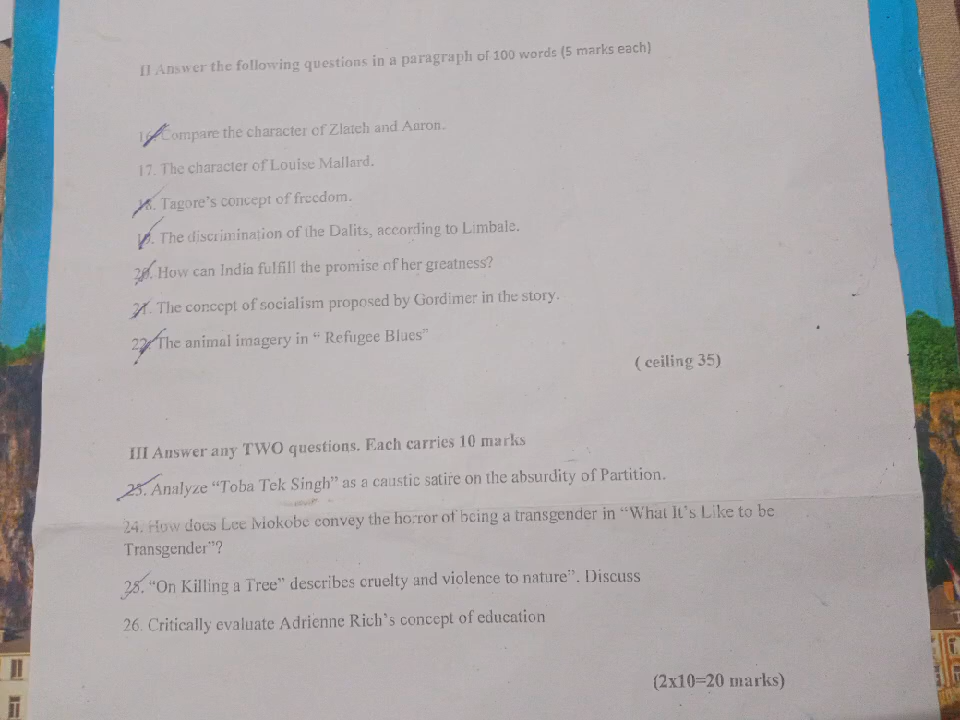 II Answer the following questions in a paragraph of 100 words (5 marks each)
16. Compare the character of Zlateh and Aaron.
17. The character of Louise Mallard.
18. Tagore's concept of freedom.
19. The discrimination of the Dalits, according to Limbale.
20. How can India fulfill the promise of her greatness?
21. The concept of socialism proposed by Gordimer in the story.
22. The animal imagery in “ Refugee Blues”
( ceiling 35)
III Answer any TWO questions. Each carries 10 marks
23. Analyze “Toba Tek Singh” as a caustic satire on the absurdity of Partition.
24. How does Lee Mokobe convey the horror of being a transgender in “What It's Like to be
Transgender”?
25. “On Killing a Tree” describes cruelty and violence to nature”. Discuss
26. Critically evaluate Adrienne Rich's concept of education
(2x10=20 marks)